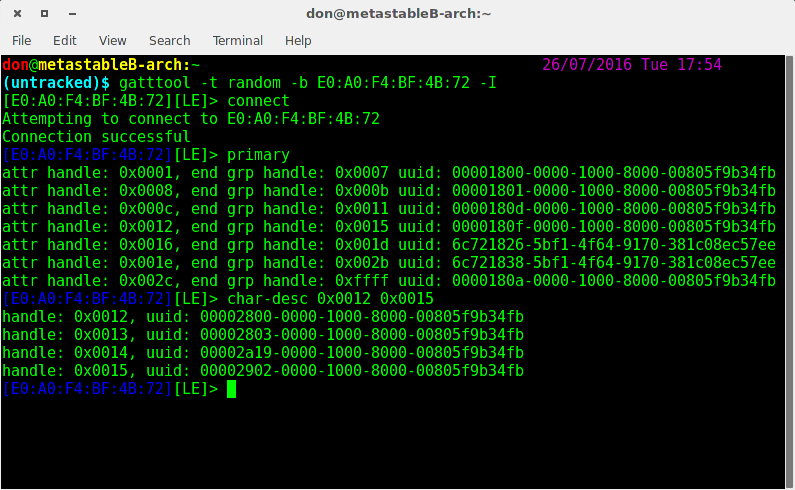 don@metastableB-arch:~
File Edit View Search Terminal Help
don@metastableB-arch:~ 26/07/2016 Tue 17:54
(untracked)$ gatttool -t random -b E0:A0:F4:BF:4B:72 -I
[E0:A0:F4:BF:4B:72][LE]> connect
Attempting to connect to E0:A0:F4:BF:4B:72
Connection successful
[E0:A0:F4:BF:4B:72][LE]> primary
attr handle: 0x0001, end grp handle: 0x0007 uuid: 00001800-0000-1000-8000-00805f9b34fb
attr handle: 0x0008, end grp handle: 0x000b uuid: 00001801-0000-1000-8000-00805f9b34fb
attr handle: 0x000c, end grp handle: 0x0011 uuid: 0000180d-0000-1000-8000-00805f9b34fb
attr handle: 0x0012, end grp handle: 0x0015 uuid: 0000180f-0000-1000-8000-00805f9b34fb
attr handle: 0x0016, end grp handle: 0x001d uuid: 6c721826-5bf1-4f64-9170-381c08ec57ee
attr handle: 0x001e, end grp handle: 0x002b uuid: 6c721838-5bf1-4f64-9170-381c08ec57ee
attr handle: 0x002c, end grp handle: 0xffff uuid: 0000180a-0000-1000-8000-00805f9b34fb
[E0:A0:F4:BF:4B:72][LE]> char-desc 0x0012 0x0015
handle: 0x0012, uuid: 00002800-0000-1000-8000-00805f9b34fb
handle: 0x0013, uuid: 00002803-0000-1000-8000-00805f9b34fb
handle: 0x0014, uuid: 00002a19-0000-1000-8000-00805f9b34fb
handle: 0x0015, uuid: 00002902-0000-1000-8000-00805f9b34fb
[E0:A0:F4:BF:4B:72][LE]>